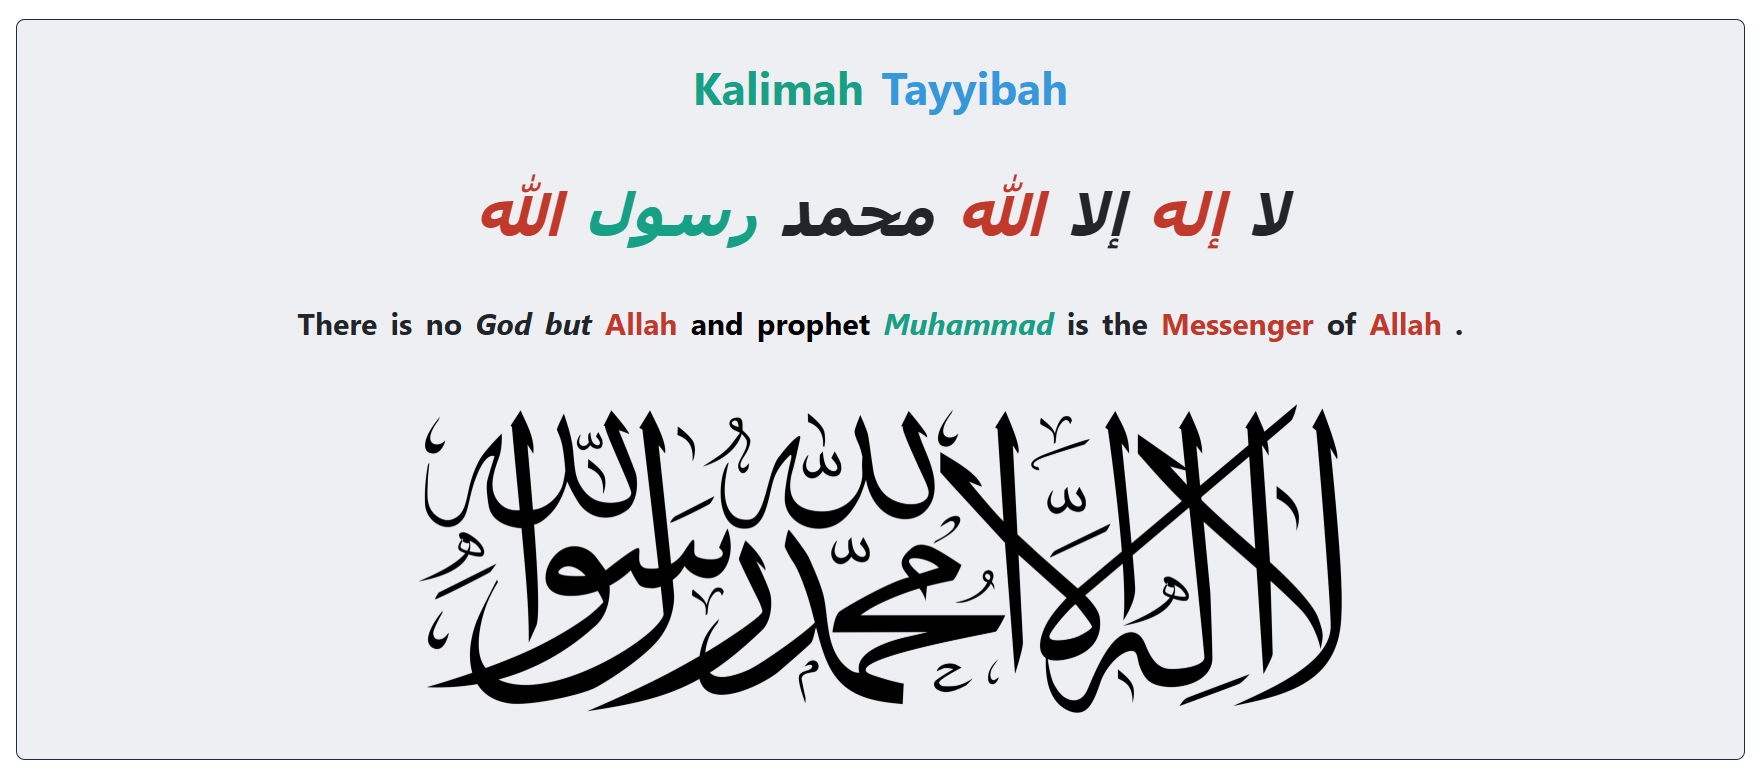 Kalimah Tayyibah
لا إله إلا الله محمد رسول الله
There is no God but Allah and prophet Muhammad is the Messenger of Allah .
لا إله إلا الله محمد رسول الله